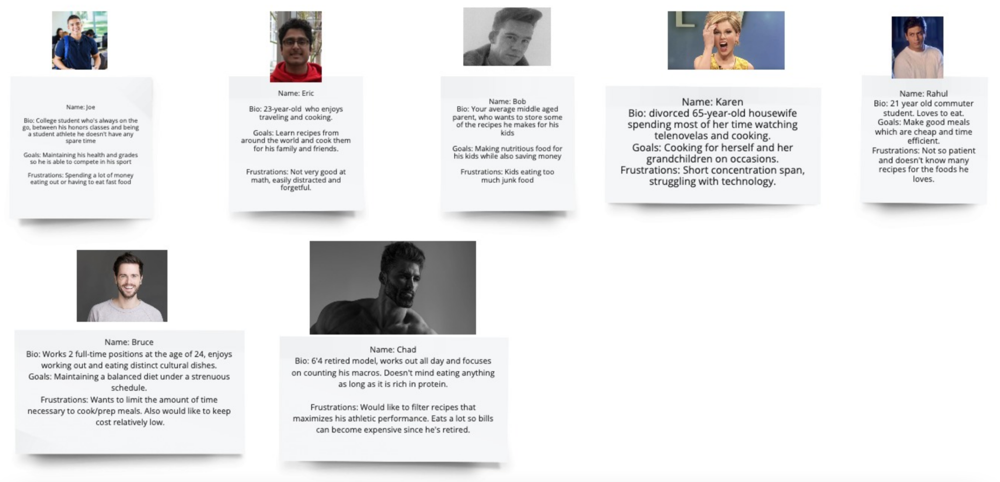 Name: Joe
Bio: College student who's always on the
go, between his honors classes and being
a student athlete he doesn't have any
spare time
Goals: Maintaining his health and grades
so he is able to compete in his sport
Frustrations: Spending a lot of money
eating out or having to eat fast food
Name: Eric
Bio: 23-year-old who enjoys
traveling and cooking.
Goals: Learn recipes from
around the world and cook them
for his family and friends.
Frustrations: Not very good at
math, easily distracted and
forgetful.
Name: Bob
Bio: Your average middle aged
parent, who wants to store some
of the recipes he makes for his
kids
Goals: Making nutritious food for
his kids while also saving money
Frustrations: Kids eating too
much junk food
Name: Karen
Bio: divorced 65-year-old housewife
spending most of her time watching
telenovelas and cooking.
Goals: Cooking for herself and her
grandchildren on occasions.
Frustrations: Short concentration span,
struggling with technology.
Name: Rahul
Bio: 21 year old commuter
student. Loves to eat.
Goals: Make good meals
which are cheap and time
efficient.
Frustrations: Not so patient
and doesn't know many
recipes for the foods he
loves.
Name: Bruce
Bio: Works 2 full-time positions at the age of 24, enjoys
working out and eating distinct cultural dishes.
Goals: Maintaining a balanced diet under a strenuous
schedule.
Frustrations: Wants to limit the amount of time
necessary to cook/prep meals. Also would like to keep
cost relatively low.
Name: Chad
Bio: 6'4 retired model, works out all day and focuses
on counting his macros. Doesn't mind eating anything
as long as it is rich in protein.
Frustrations: Would like to filter recipes that
maximizes his athletic performance. Eats a lot so bills
can become expensive since he's retired.